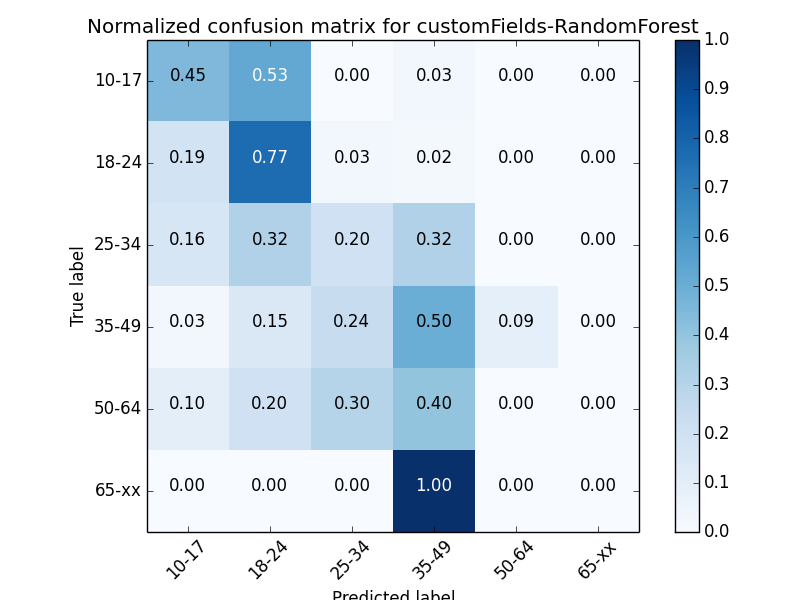 Normalized confusion matrix for customFields-RandomForest
True label
10-17 0.45 0.53 0.00 0.03 0.00 0.00
18-24 0.19 0.77 0.03 0.02 0.00 0.00
25-34 0.16 0.32 0.20 0.32 0.00 0.00
35-49 0.03 0.15 0.24 0.50 0.09 0.00
50-64 0.10 0.20 0.30 0.40 0.00 0.00
65-xx 0.00 0.00 0.00 1.00 0.00 0.00
10-17 18-24 25-34 35-49 50-64 65-xx
Predicted label
1.0
0.9
0.8
0.7
0.6
0.5
0.4
0.3
0.2
0.1
0.0